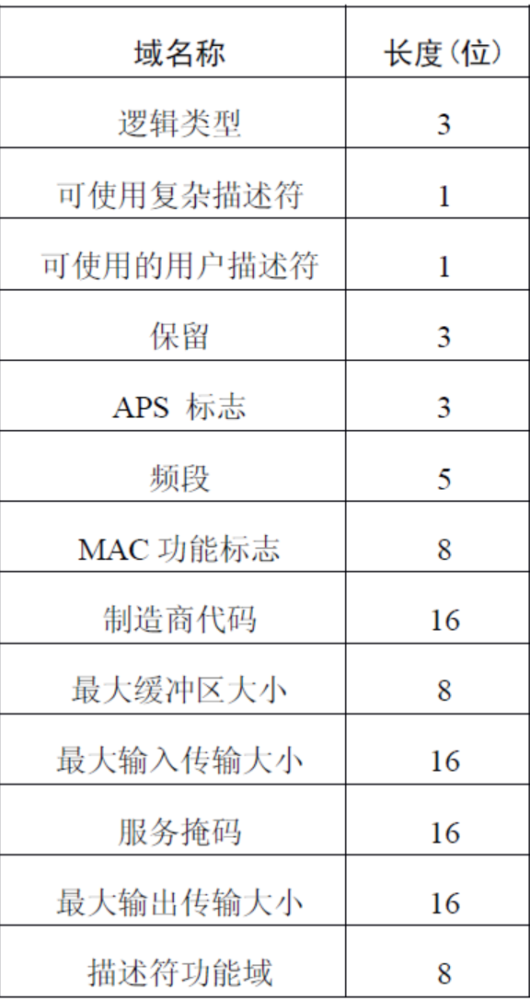 域名称 长度(位)
逻辑类型 3
可使用复杂描述符 1
可使用的用户描述符 1
保留 3
APS 标志 3
频段 5
MAC 功能标志 8
制造商代码 16
最大缓冲区大小 8
最大输入传输大小 16
服务掩码 16
最大输出传输大小 16
描述符功能域 8